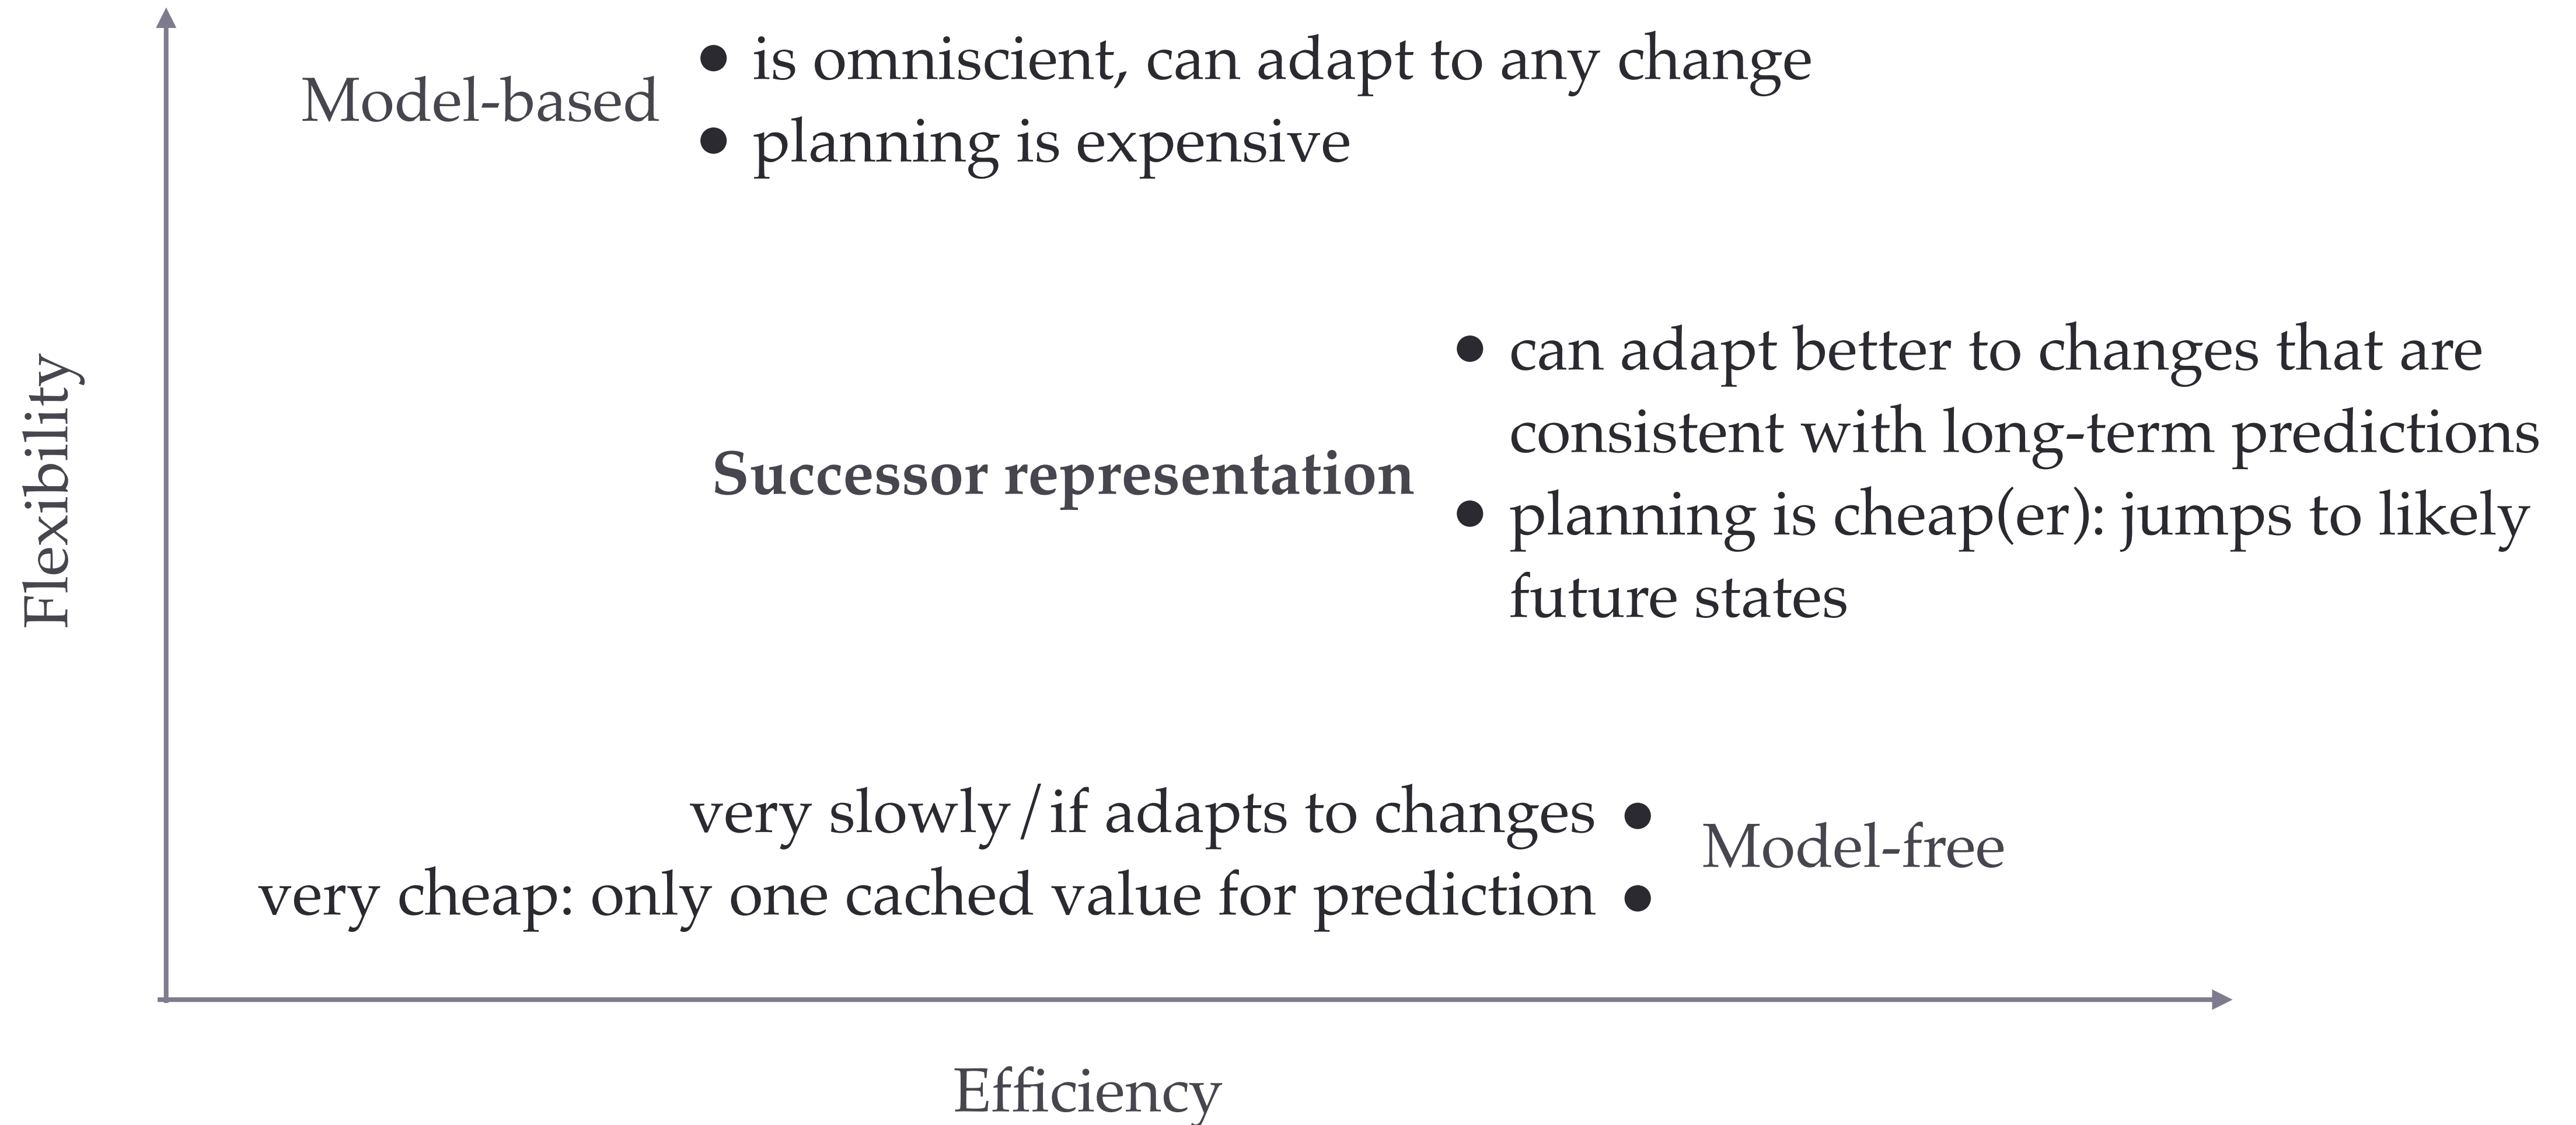 Model-based
• is omniscient, can adapt to any change
• planning is expensive
Flexibility
Successor representation
• can adapt better to changes that are
consistent with long-term predictions
• planning is cheap(er): jumps to likely
future states
very slowly/if adapts to changes •
very cheap: only one cached value for prediction •
Model-free
Efficiency